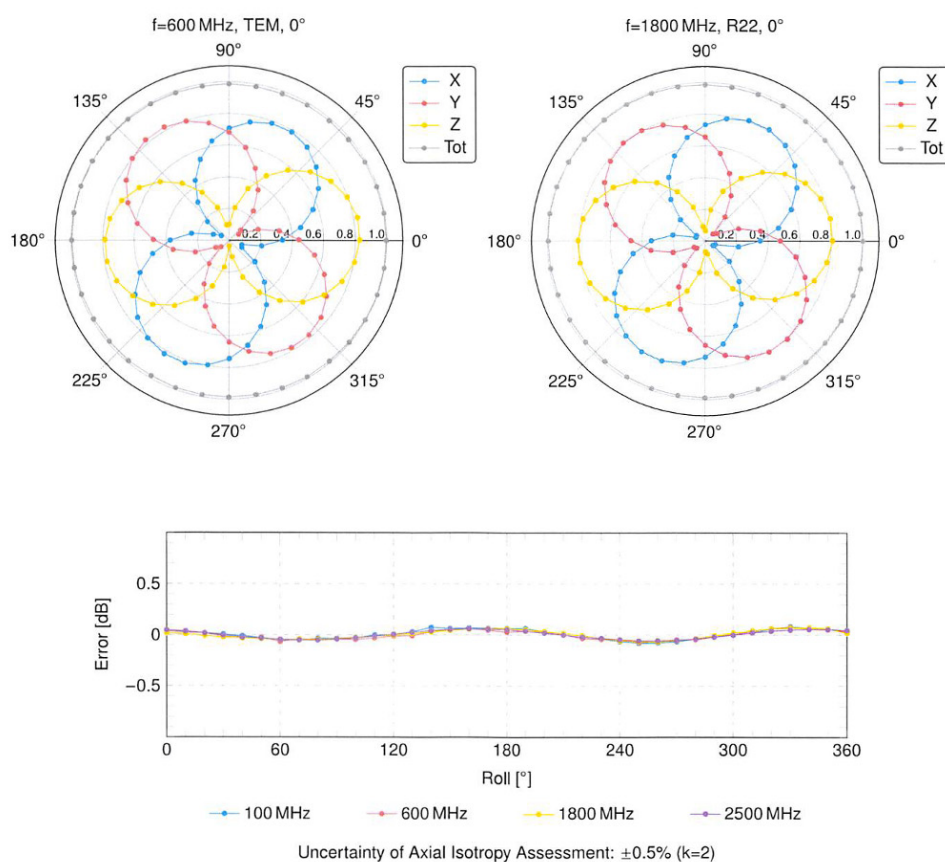 f=600 MHz, TEM, 0°
f=1800 MHz, R22, 0°
90°
135°
45°
X
Y
Z
Tot
180°
0.2 0.4 0.6 0.8 1.0
0°
225°
315°
270°
90°
135°
45°
X
Y
Z
Tot
180°
0.2 0.4 0.6 0.8 1.0
0°
225°
315°
270°
Error [dB]
0.5
0
−0.5
0 60 120 180 240 300 360
Roll [°]
100 MHz 600 MHz 1800 MHz 2500 MHz
Uncertainty of Axial Isotropy Assessment: ±0.5% (k=2)